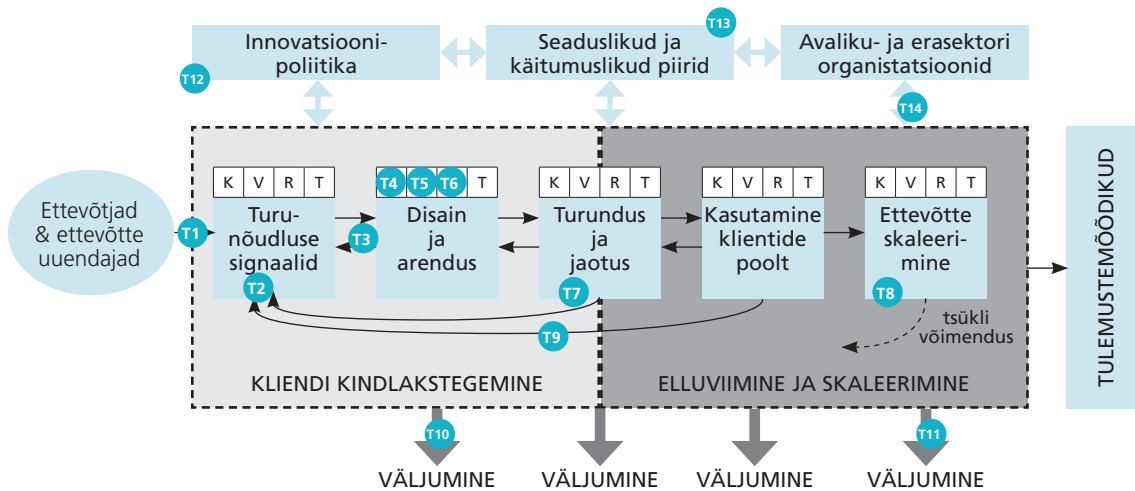 T13
Innovatsiooni-
poliitika
Seaduslikud ja
käitumuslikud piirid
Avaliku- ja erasektori
organistatsioonid
T12
T14
Ettevõtjad
& ettevõtte
uuendajad
T1
K V R T
Turu-
nõudluse
signaalid
T2
T3
T4 T5 T6 T
Disain
ja
arendus
K V R T
Turundus
ja
jaotus
T7
K V R T
Kasutamine
klientide
poolt
K V R T
Ettevõtte
skaleeri-
mine
T8
T9
tsükli
võimendus
KLIENDI KINDLAKSTEGEMINE
ELLUVIIMINE JA SKALEERIMINE
TULEMUSTEMÕÕDIKUD
T10
T11
VÄLJUMINE
VÄLJUMINE
VÄLJUMINE
VÄLJUMINE